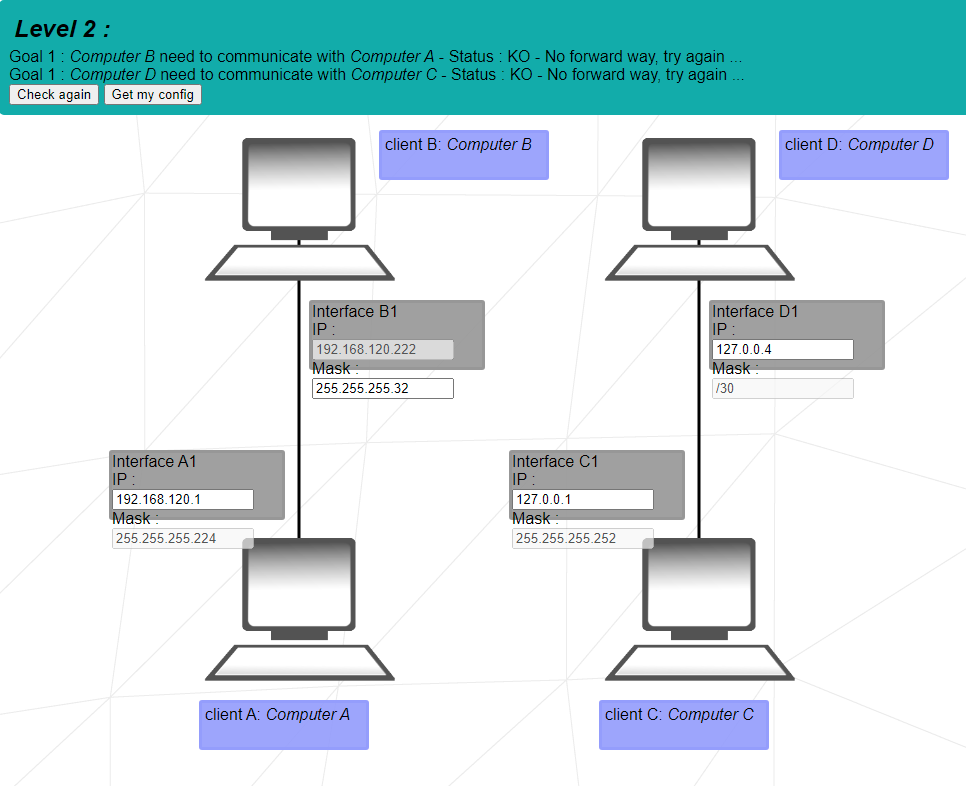 Level 2 :
Goal 1 : Computer B need to communicate with Computer A - Status : KO - No forward way, try again ...
Goal 1 : Computer D need to communicate with Computer C - Status : KO - No forward way, try again ...
Check again Get my config
client B: Computer B
client D: Computer D
Interface B1
IP :
192.168.120.222
Mask :
255.255.255.32
Interface D1
IP :
127.0.0.4
Mask :
/30
Interface A1
IP :
192.168.120.1
Mask :
255.255.255.224
Interface C1
IP :
127.0.0.1
Mask :
255.255.255.252
client A: Computer A
client C: Computer C